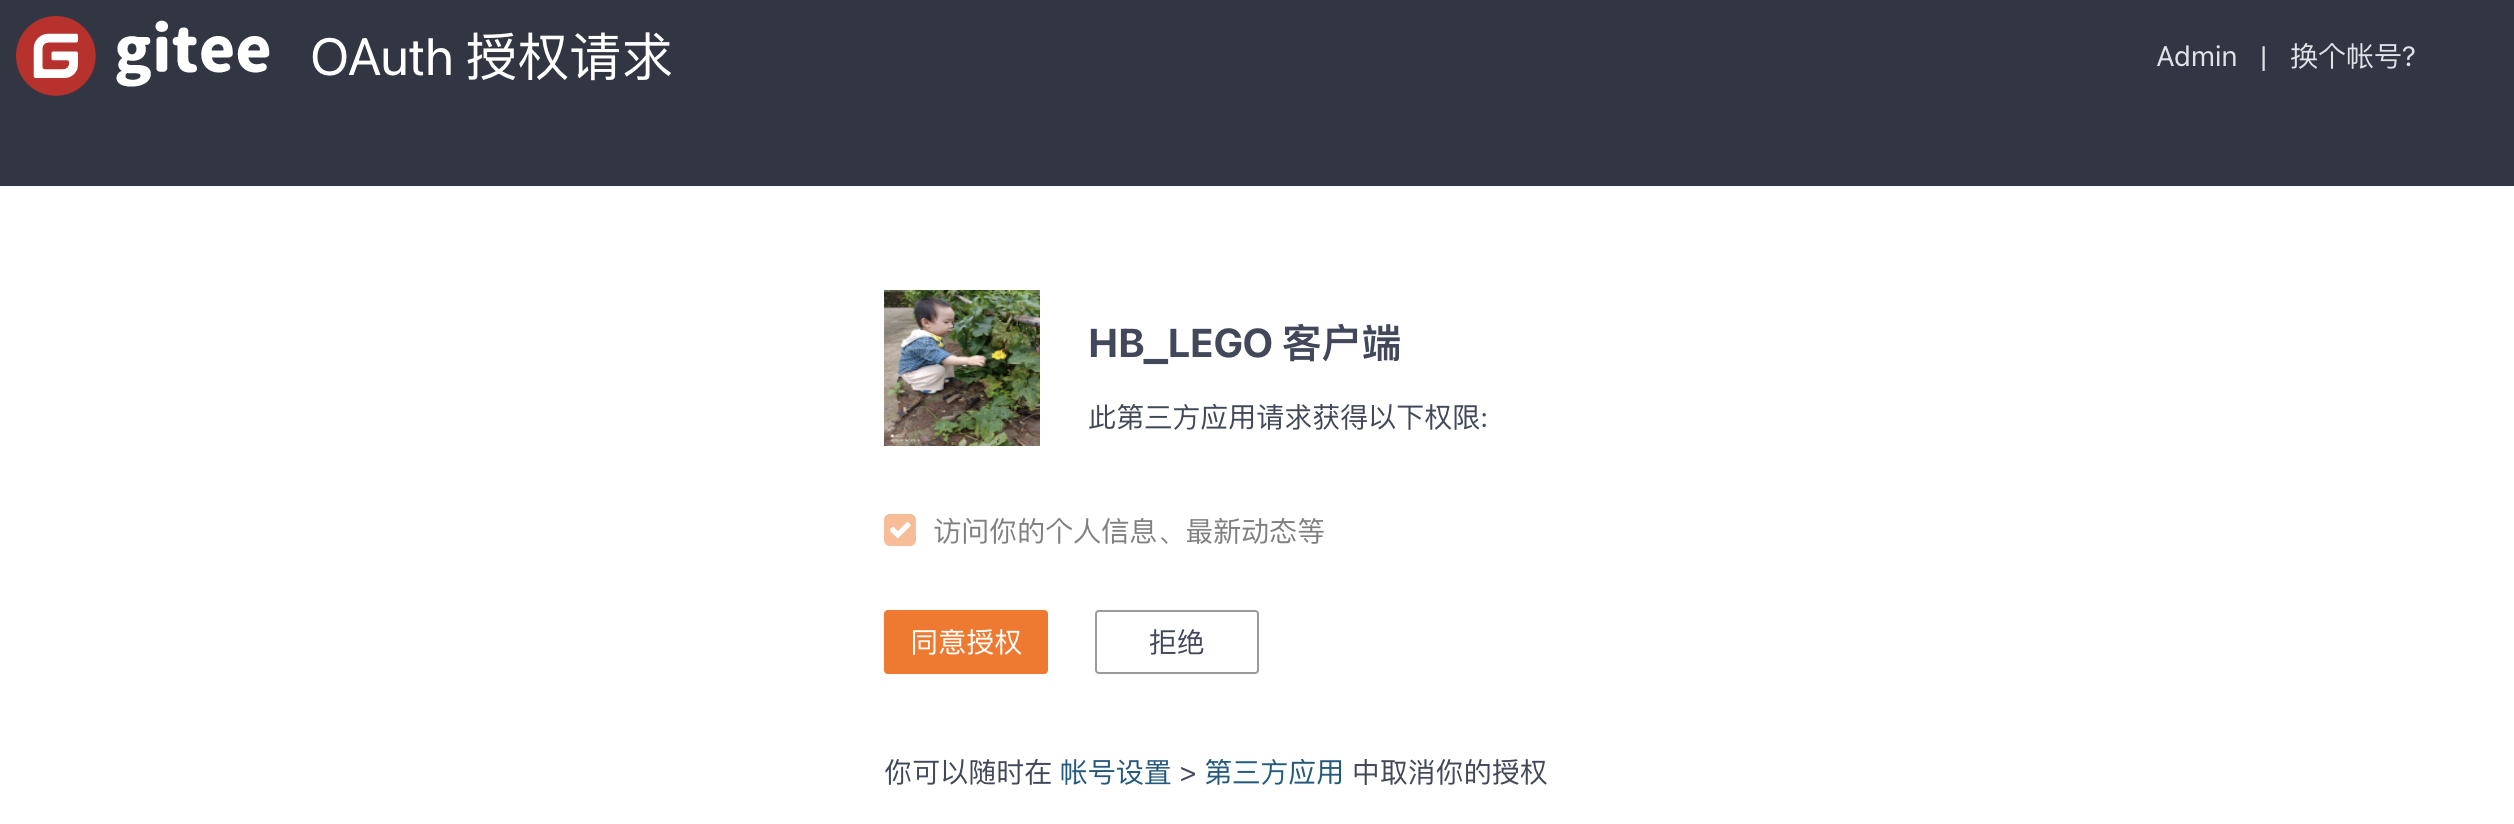 gitee OAuth 授权请求
Admin | 换个帐号?
HB_LEGO 客户端
此第三方应用请求获得以下权限:
访问你的个人信息、最新动态等
同意授权
拒绝
你可以随时在 帐号设置 > 第三方应用 中取消你的授权